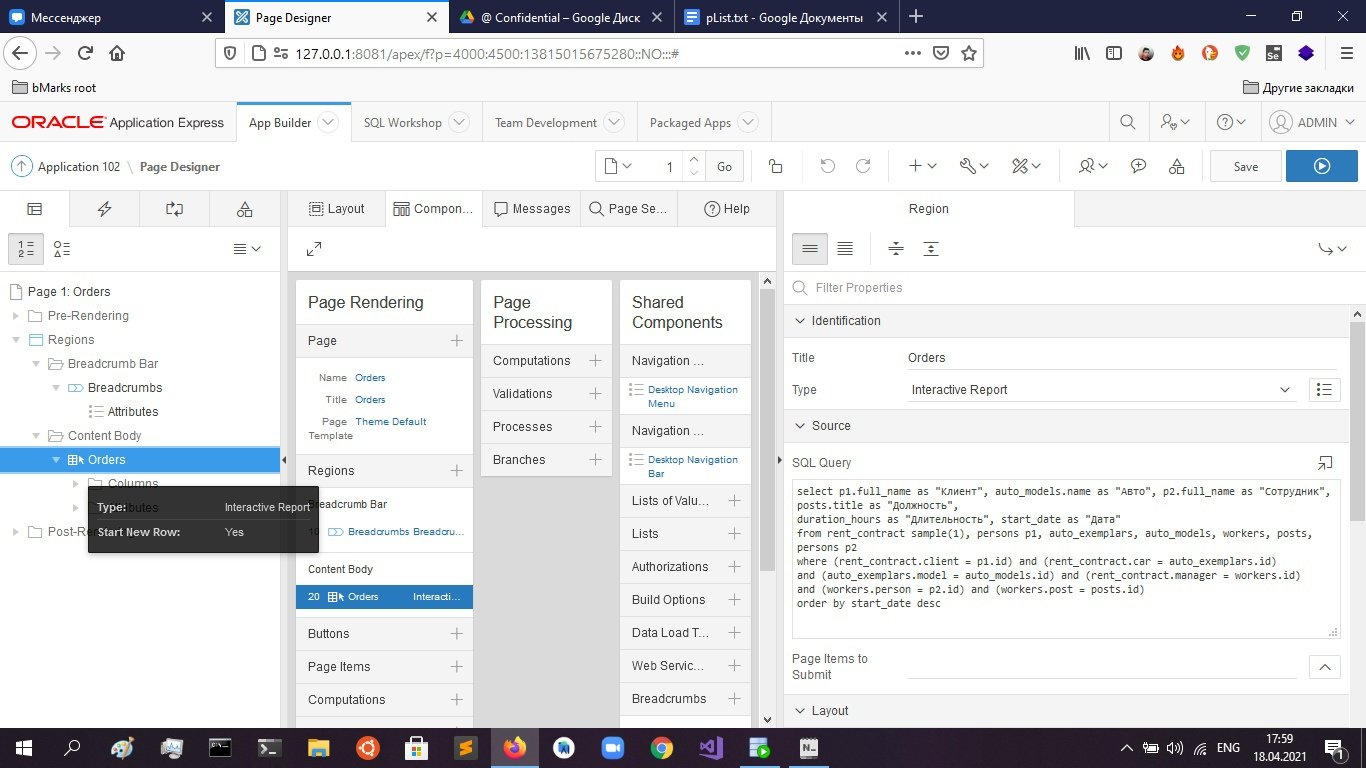 Мессенджер
Page Designer
@ Confidential – Google Диск
pList.txt - Google Документы
127.0.0.1:8081/apex/f?p=4000:4500:13815015675280::NO:::#
bMarks root
Другие закладки
ORACLE Application Express
App Builder
SQL Workshop
Team Development
Packaged Apps
ADMIN
Application 102 \ Page Designer
1
Go
Save
Layout
Compon...
Messages
Page Se...
Help
Region
Page 1: Orders
Pre-Rendering
Regions
Breadcrumb Bar
Breadcrumbs
Attributes
Content Body
Orders
Columns
Type: Interactive Report
Start New Row: Yes
Page Rendering
Page
Name Orders
Title Orders
Page Template Theme Default
Regions
Breadcrumb Bar
Breadcrumbs Breadcru...
Content Body
20 Orders Interacti...
Buttons
Page Items
Computations
Page
Processing
Computations
Validations
Processes
Branches
Shared
Components
Navigation ...
Desktop Navigation
Menu
Navigation ...
Desktop Navigation
Bar
Lists of Valu...
Lists
Authorizations
Build Options
Data Load T...
Web Servic...
Breadcrumbs
Filter Properties
Identification
Title Orders
Type Interactive Report
Source
SQL Query
select p1.full_name as "Клиент", auto_models.name as "Авто", p2.full_name as "Сотрудник",
posts.title as "Должность",
duration_hours as "Длительность", start_date as "Дата"
from rent_contract sample(1), persons p1, auto_exemplars, auto_models, workers, posts,
persons p2
where (rent_contract.client = p1.id) and (rent_contract.car = auto_exemplars.id)
and (auto_exemplars.model = auto_models.id) and (rent_contract.manager = workers.id)
and (workers.person = p2.id) and (workers.post = posts.id)
order by start_date desc
Page Items to
Submit
Layout
ENG
17:59
18.04.2021
1